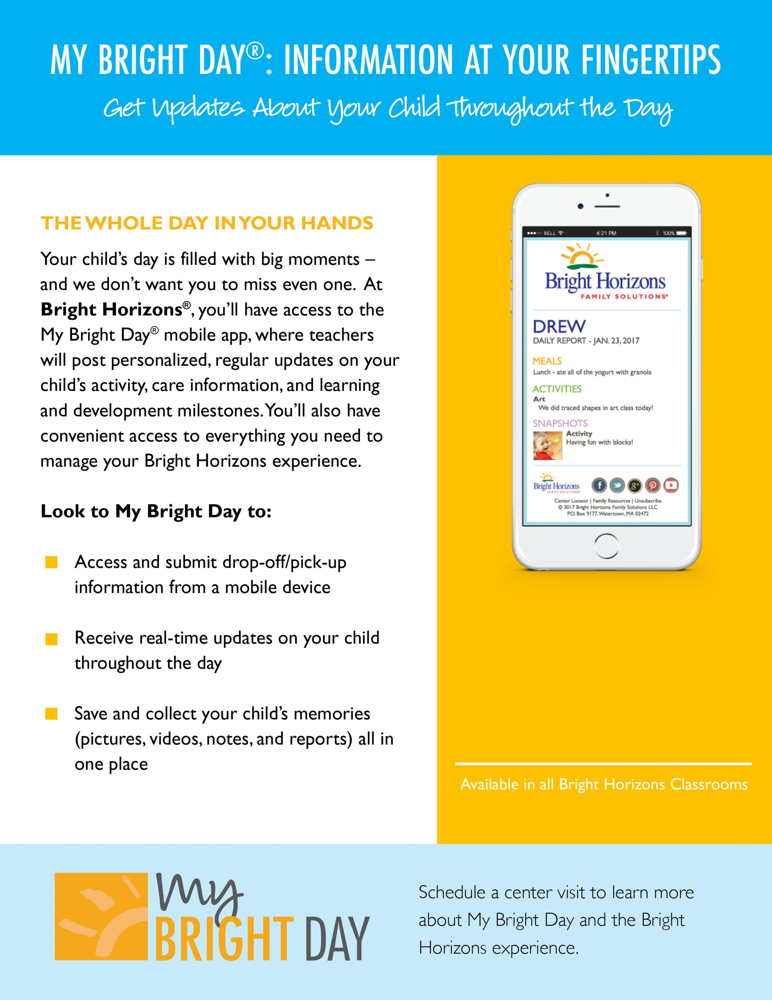 MY BRIGHT DAY®: INFORMATION AT YOUR FINGERTIPS
Get Updates About Your Child Throughout the Day
THE WHOLE DAY IN YOUR HANDS
Your child’s day is filled with big moments –
and we don’t want you to miss even one. At
Bright Horizons®, you’ll have access to the
My Bright Day® mobile app, where teachers
will post personalized, regular updates on your
child’s activity, care information, and learning
and development milestones. You’ll also have
convenient access to everything you need to
manage your Bright Horizons experience.
Look to My Bright Day to:
Access and submit drop-off/pick-up
information from a mobile device
Receive real-time updates on your child
throughout the day
Save and collect your child’s memories
(pictures, videos, notes, and reports) all in
one place
BELL 4:21 PM 100%
Bright Horizons
FAMILY SOLUTIONS®
DREW
DAILY REPORT - JAN. 23, 2017
MEALS
Lunch - ate all of the yogurt with granola
ACTIVITIES
Art
We did traced shapes in art class today!
SNAPSHOTS
Activity
Having fun with blocks!
Bright Horizons
FAMILY SOLUTIONS®
Center Locator | Family Resources | Unsubscribe
© 2017 Bright Horizons Family Solutions LLC
P.O. Box 9177, Watertown, MA 02472
Available in all Bright Horizons Classrooms
My
BRIGHT DAY
Schedule a center visit to learn more
about My Bright Day and the Bright
Horizons experience.